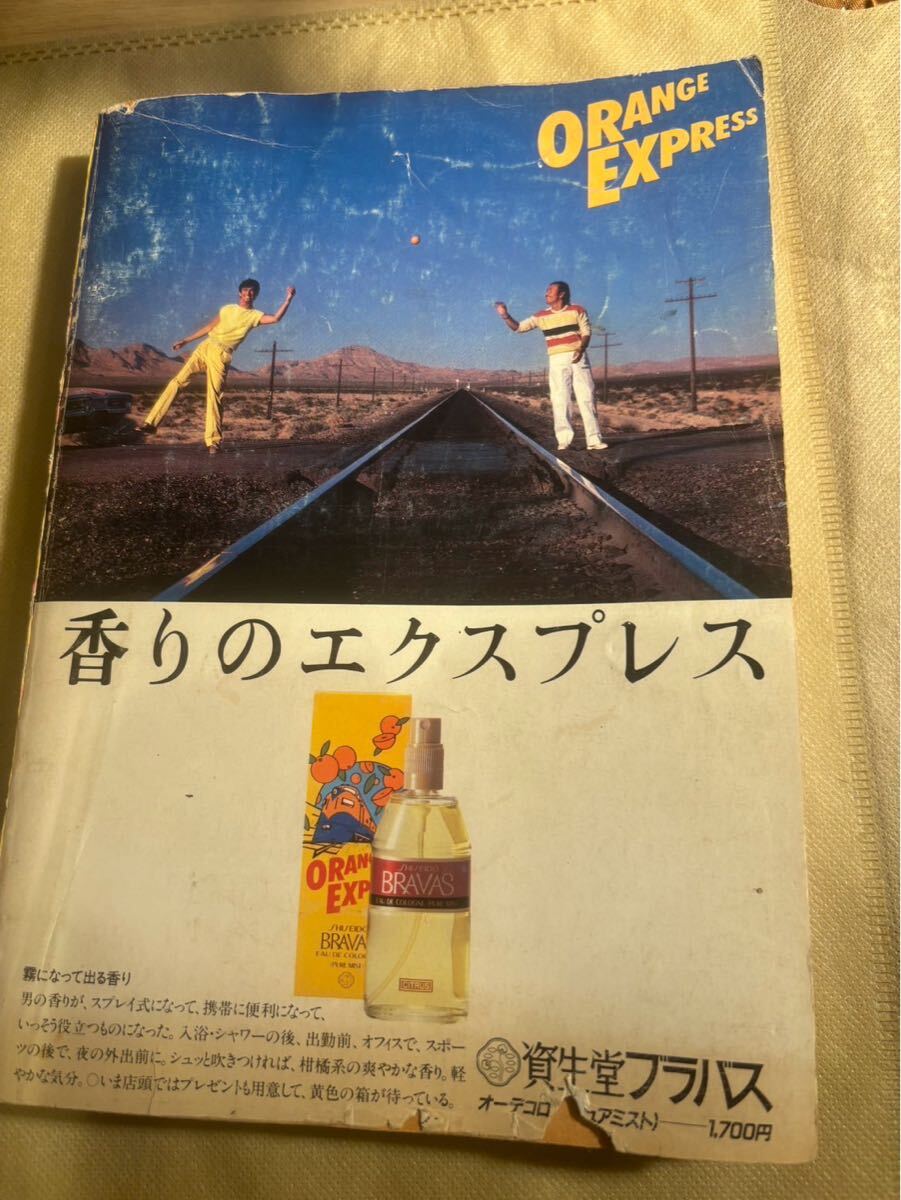 ORANGE
EXPRESS
香りのエクスプレス
ORAN
EXP
SHISEIDO
BRAVA
EAU DE COLO
PURE MIST
SHISEIDO
BRAVAS
EAU DE COLOGNE PURE MIST
CITRUS
霧になって出る香り
男の香りが、スプレイ式になって、携帯に便利になって、
いっそう役立つものになった。入浴・シャワーの後、出勤前、オフィスで、スポー
ツの後で、夜の外出前に。シュッと吹きつければ、柑橘系の爽やかな香り。軽
やかな気分。○いま店頭ではプレゼントも用意して、黄色の箱が待っている。
資生堂ブラバス
オーデコロ アミスト)——1,700円